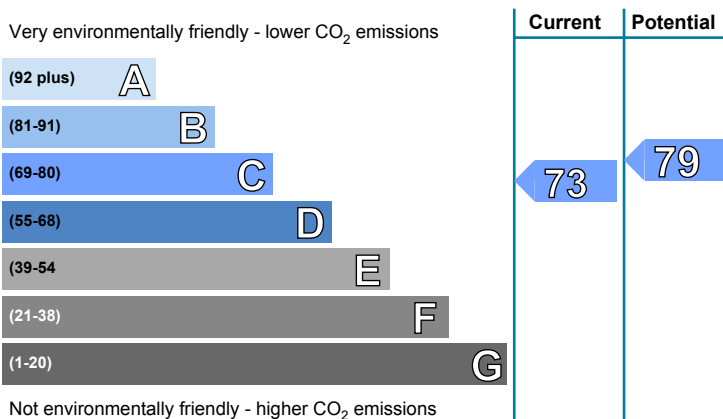 Current Potential
Very environmentally friendly - lower CO2 emissions
(92 plus) A
(81-91) B
(69-80) C
73 79
(55-68) D
(39-54 E
(21-38) F
(1-20) G
Not environmentally friendly - higher CO2 emissions